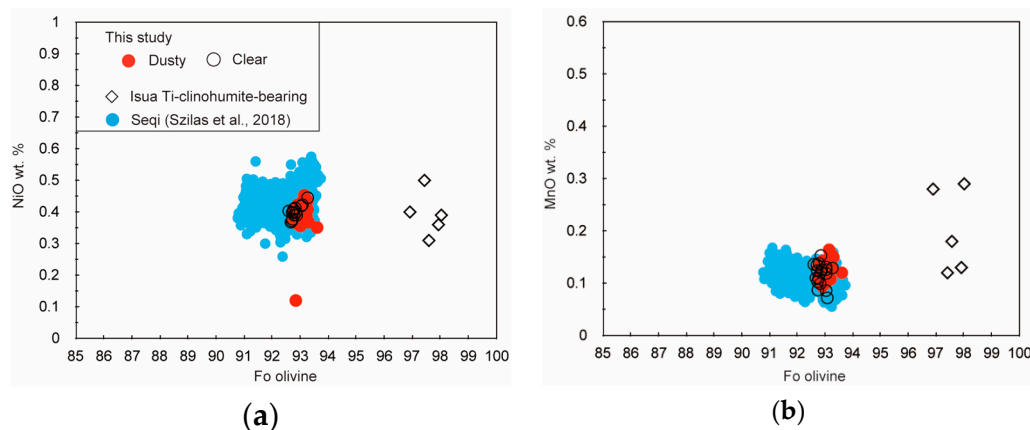 1
0.9
0.8
0.7
0.6
0.5
0.4
0.3
0.2
0.1
0
NiO wt. %
This study
Dusty Clear
Isua Ti-clinohumite-bearing
Seqi (Szilas et al., 2018)
85 86 87 88 89 90 91 92 93 94 95 96 97 98 99 100
Fo olivine
(a)
0.6
0.5
0.4
0.3
0.2
0.1
0
MnO wt. %
85 86 87 88 89 90 91 92 93 94 95 96 97 98 99 100
Fo olivine
(b)